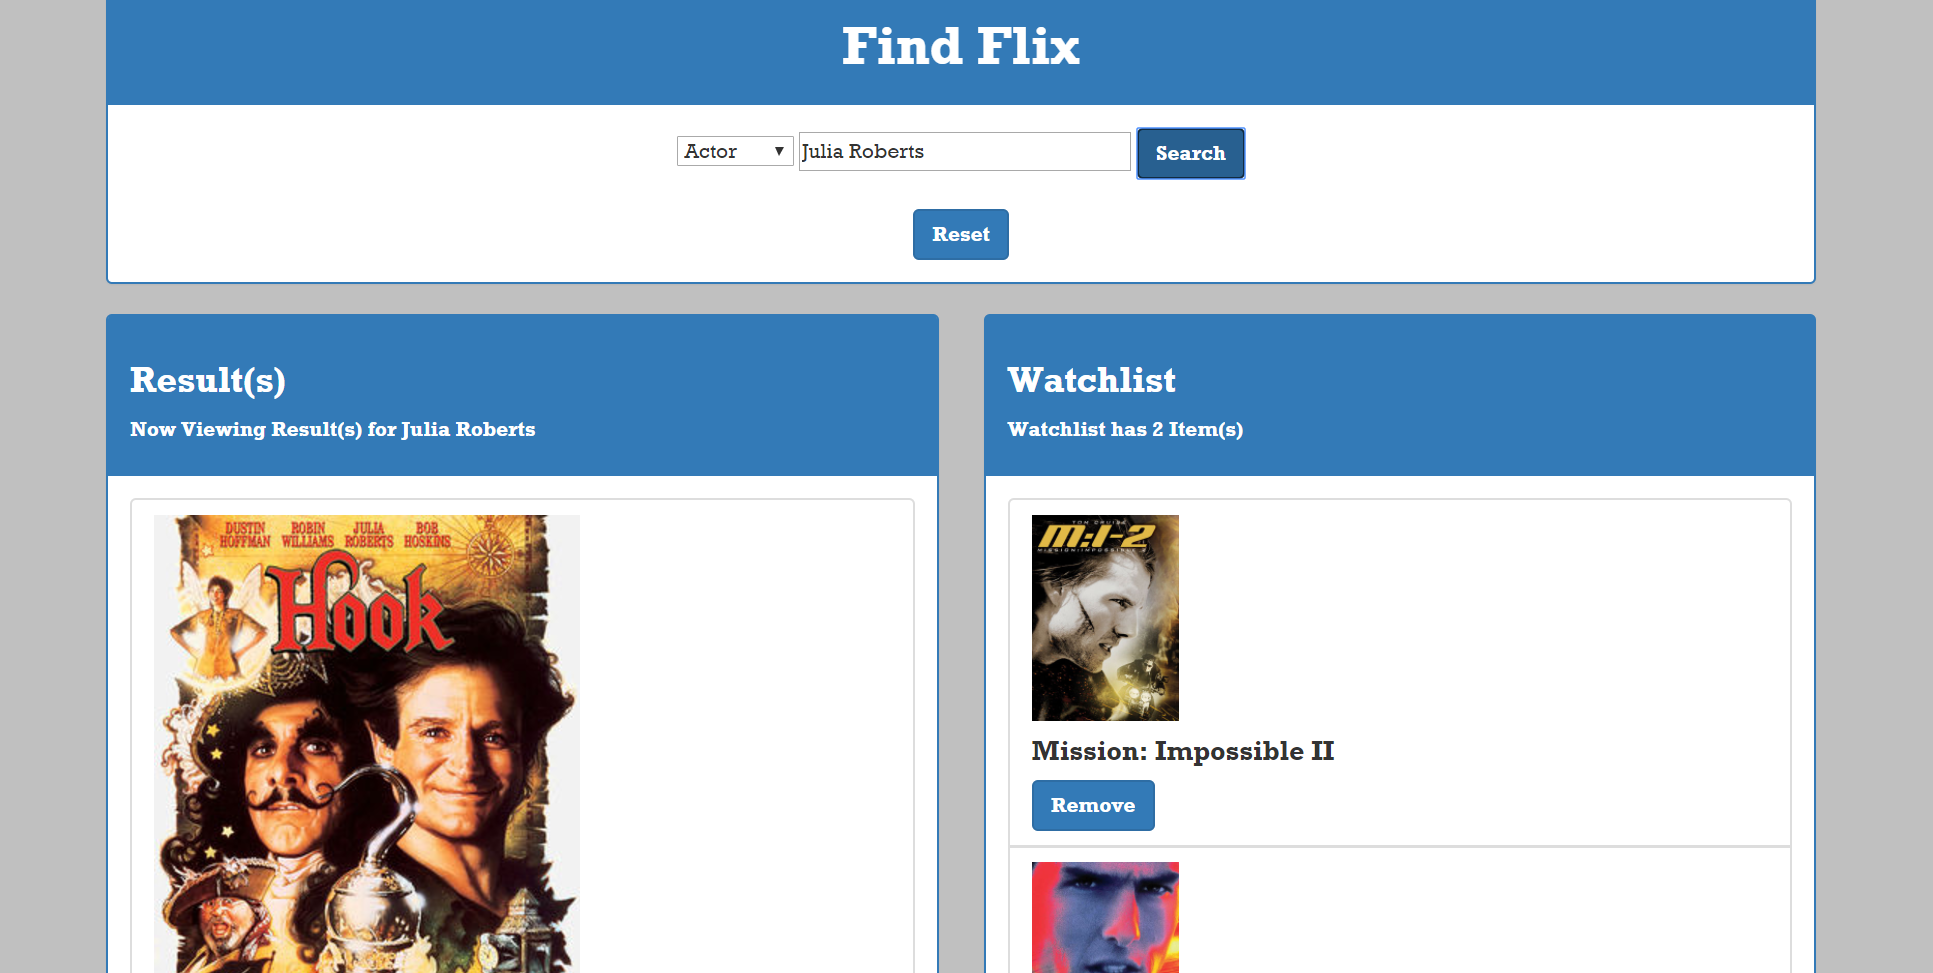 Find Flix
Actor
Julia Roberts
Search
Reset
Result(s)
Now Viewing Result(s) for Julia Roberts
DUSTIN HOFFMAN
ROBIN WILLIAMS
JULIA ROBERTS
BOB HOSKINS
Hook
Watchlist
Watchlist has 2 Item(s)
TOM CRUISE
M:I-2
MISSION: IMPOSSIBLE 2
Mission: Impossible II
Remove